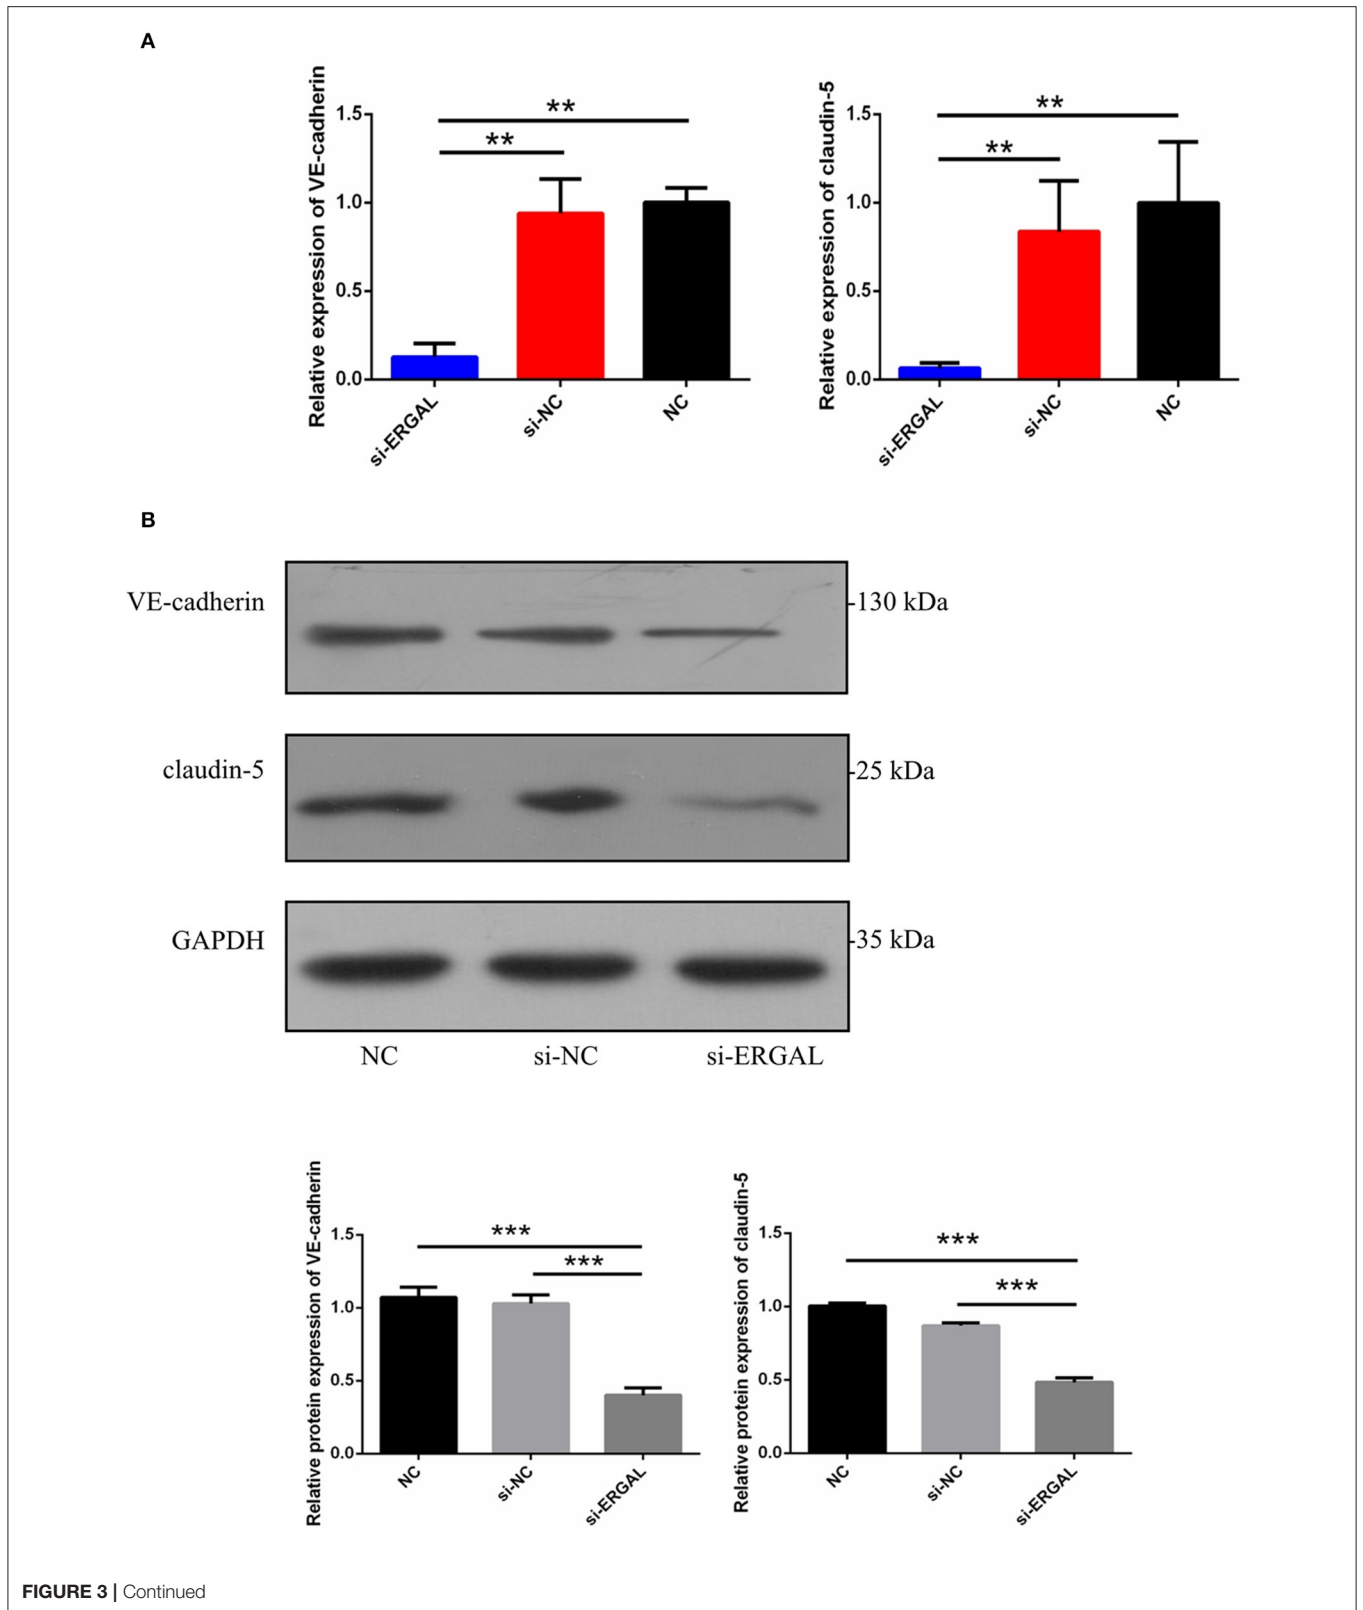 A
Relative expression of VE-cadherin
1.5
1.0
0.5
0.0
**
**
si-ERGAL
si-NC
NC
Relative expression of claudin-5
1.5
1.0
0.5
0.0
**
**
si-ERGAL
si-NC
NC
B
VE-cadherin
-130 kDa
claudin-5
-25 kDa
GAPDH
-35 kDa
NC si-NC si-ERGAL
Relative protein expression of VE-cadherin
1.5
1.0
0.5
0.0
***
***
NC
si-NC
si-ERGAL
Relative protein expression of claudin-5
1.5
1.0
0.5
0.0
***
***
NC
si-NC
si-ERGAL
FIGURE 3 | Continued